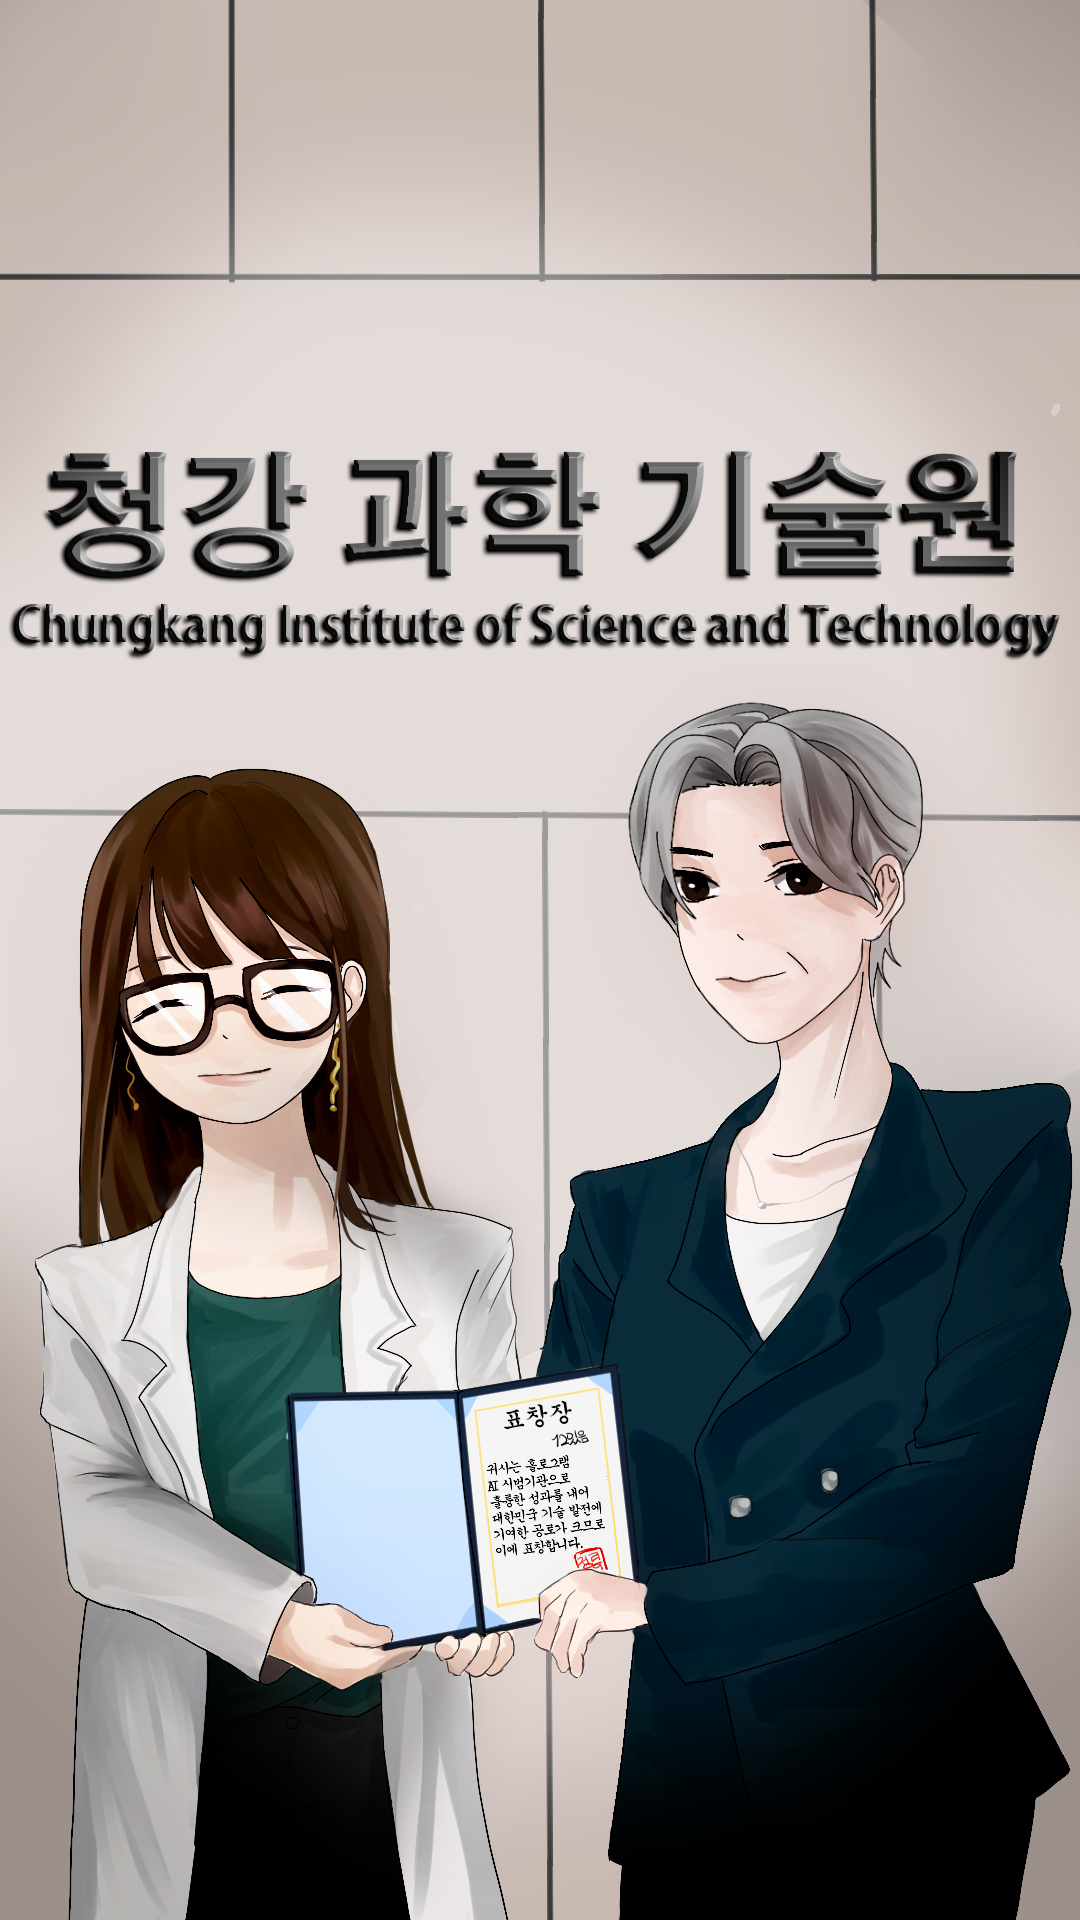 청강 과학 기술원
Chungkang Institute of Science and Technology
표창장
귀사는 홀로그램
AI 시범기관으로
훌륭한 성과를 내어
대한민국 기술 발전에
기여한 공로가 크므로
이에 표창합니다.